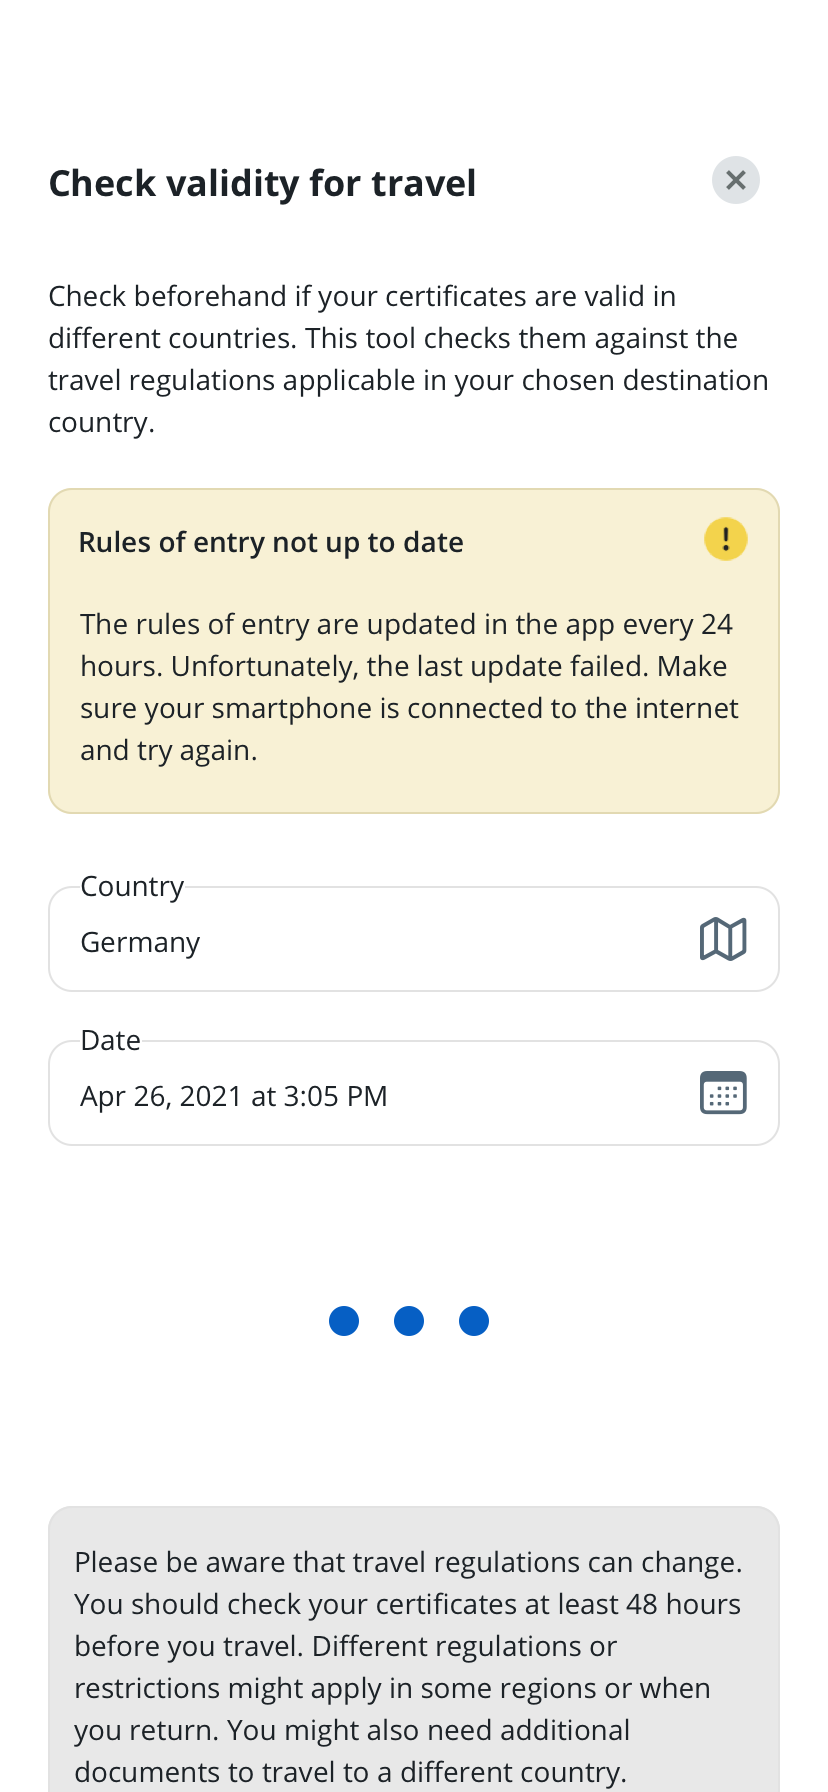 Check validity for travel
Check beforehand if your certificates are valid in
different countries. This tool checks them against the
travel regulations applicable in your chosen destination
country.
Rules of entry not up to date
The rules of entry are updated in the app every 24
hours. Unfortunately, the last update failed. Make
sure your smartphone is connected to the internet
and try again.
Country
Germany
Date
Apr 26, 2021 at 3:05 PM
Please be aware that travel regulations can change.
You should check your certificates at least 48 hours
before you travel. Different regulations or
restrictions might apply in some regions or when
you return. You might also need additional
documents to travel to a different country.